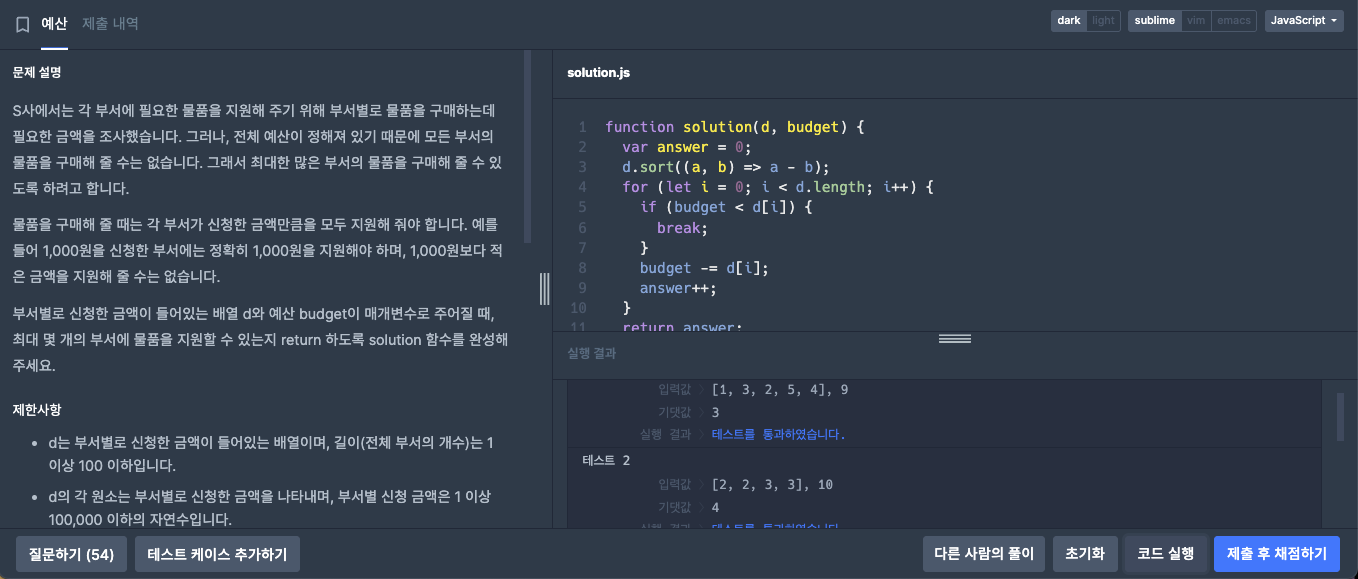 예산 제출 내역
dark light sublime vim emacs JavaScript
문제 설명
S사에서는 각 부서에 필요한 물품을 지원해 주기 위해 부서별로 물품을 구매하는데
필요한 금액을 조사했습니다. 그러나, 전체 예산이 정해져 있기 때문에 모든 부서의
물품을 구매해 줄 수는 없습니다. 그래서 최대한 많은 부서의 물품을 구매해 줄 수 있
도록 하려고 합니다.
물품을 구매해 줄 때는 각 부서가 신청한 금액만큼을 모두 지원해 줘야 합니다. 예를
들어 1,000원을 신청한 부서에는 정확히 1,000원을 지원해야 하며, 1,000원보다 적
은 금액을 지원해 줄 수는 없습니다.
부서별로 신청한 금액이 들어있는 배열 d와 예산 budget이 매개변수로 주어질 때,
최대 몇 개의 부서에 물품을 지원할 수 있는지 return 하도록 solution 함수를 완성해
주세요.
제한사항
• d는 부서별로 신청한 금액이 들어있는 배열이며, 길이(전체 부서의 개수)는 1
이상 100 이하입니다.
• d의 각 원소는 부서별로 신청한 금액을 나타내며, 부서별 신청 금액은 1 이상
100,000 이하의 자연수입니다.
solution.js
1 function solution(d, budget) {
2 var answer = 0;
3 d.sort((a, b) => a - b);
4 for (let i = 0; i < d.length; i++) {
5 if (budget < d[i]) {
6 break;
7 }
8 budget -= d[i];
9 answer++;
10 }
11 return answer;
실행 결과
입력값 〉 [1, 3, 2, 5, 4], 9
기댓값 〉 3
실행 결과 〉 테스트를 통과하였습니다.
테스트 2
입력값 〉 [2, 2, 3, 3], 10
기댓값 〉 4
실행 결과 〉 테스트를 통과하였습니다.
질문하기 (54) 테스트 케이스 추가하기 다른 사람의 풀이 초기화 코드 실행 제출 후 채점하기